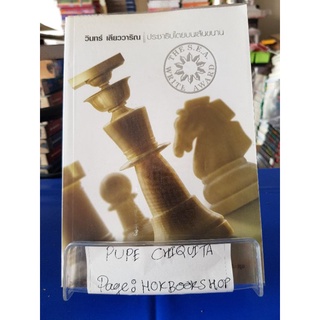 วินทร์ เลียววาริณ
ประชาธิปไตยบนเส้นขนาน
THE S.E.A. WRITE AWARD
PUPE CHIQUITA
Page: HOKBOOKSHOP